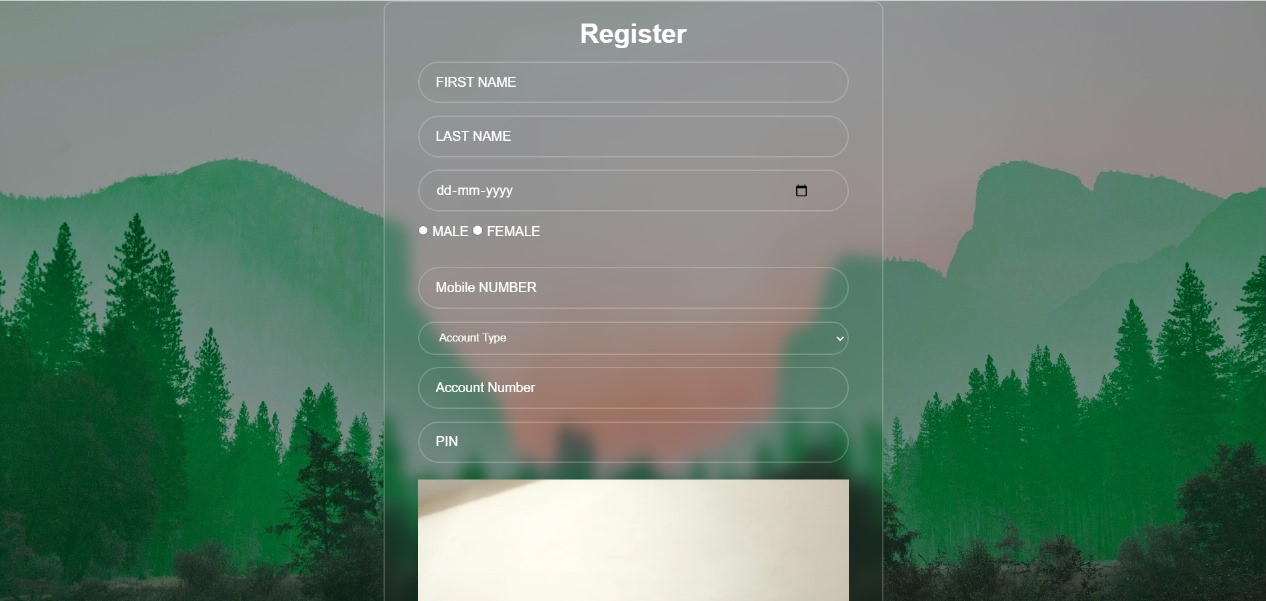 Register
FIRST NAME
LAST NAME
dd-mm-yyyy
MALE FEMALE
Mobile NUMBER
Account Type
Account Number
PIN